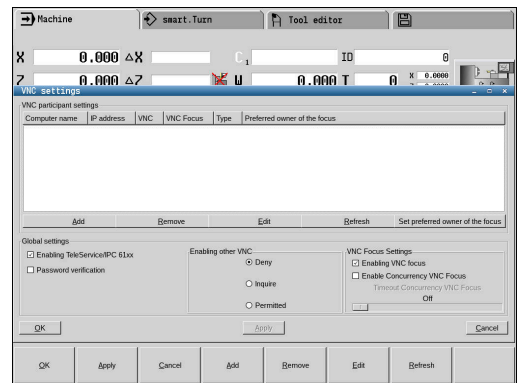 Machine smart.Turn Tool editor
X 0.000 ΔX C 1 ID 0
Z 0.000 ΔZ W 0.000 T 0 X 0.0000
VNC settings
VNC participant settings
Computer name IP address VNC VNC Focus Type Preferred owner of the focus
Add Remove Edit Refresh Set preferred owner of the focus
Global settings
Enabling TeleService/IPC 61xx
Password verification
Enabling other VNC
Deny
Inquire
Permitted
VNC Focus Settings
Enabling VNC focus
Enable Concurrency VNC Focus
Timeout Concurrency VNC Focus
Off
OK Apply Cancel
OK Apply Cancel Add Remove Edit Refresh